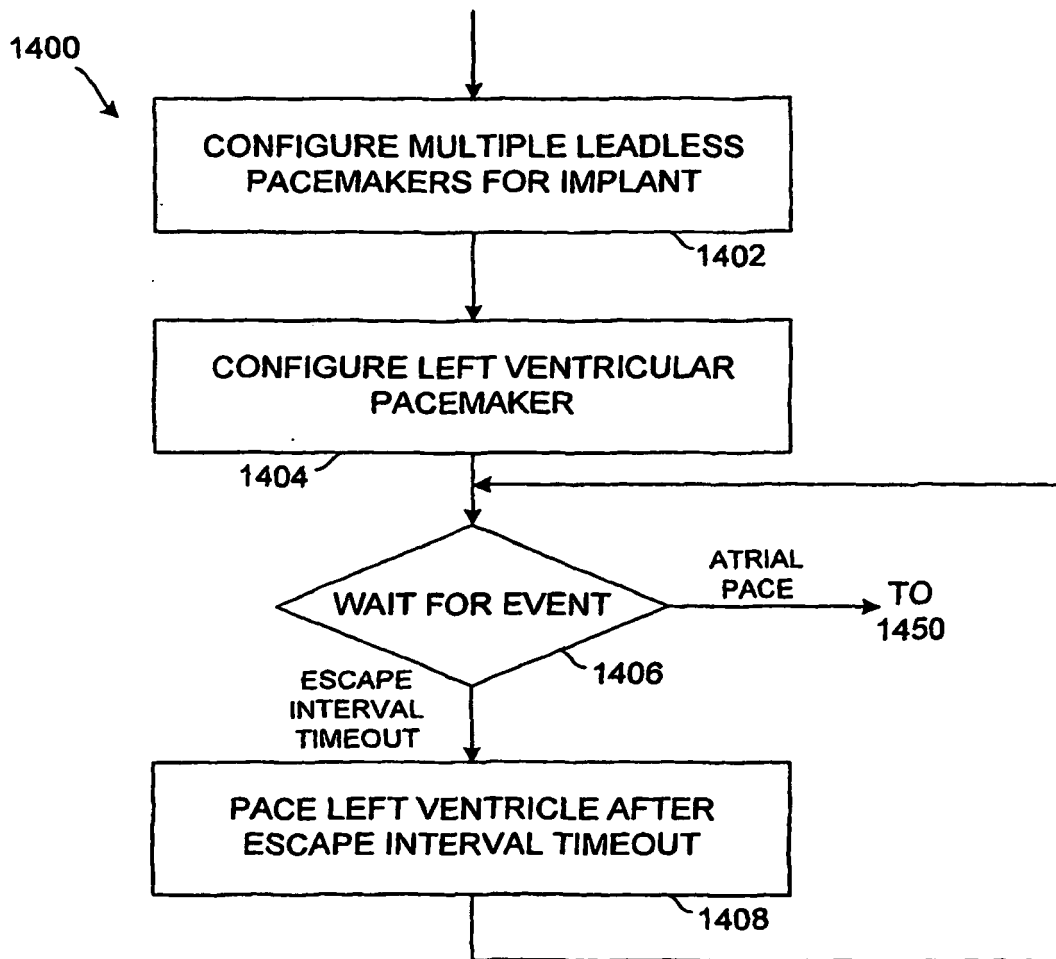 1400
CONFIGURE MULTIPLE LEADLESS
PACEMAKERS FOR IMPLANT
1402
CONFIGURE LEFT VENTRICULAR
PACEMAKER
1404
WAIT FOR EVENT
ATRIAL
PACE
TO
1450
1406
ESCAPE
INTERVAL
TIMEOUT
PACE LEFT VENTRICLE AFTER
ESCAPE INTERVAL TIMEOUT
1408